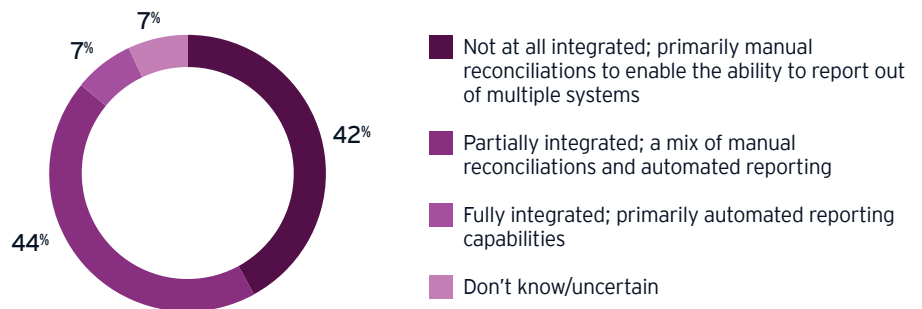 7%
7%
42%
44%
Not at all integrated; primarily manual
reconciliations to enable the ability to report out
of multiple systems
Partially integrated; a mix of manual
reconciliations and automated reporting
Fully integrated; primarily automated reporting
capabilities
Don't know/uncertain